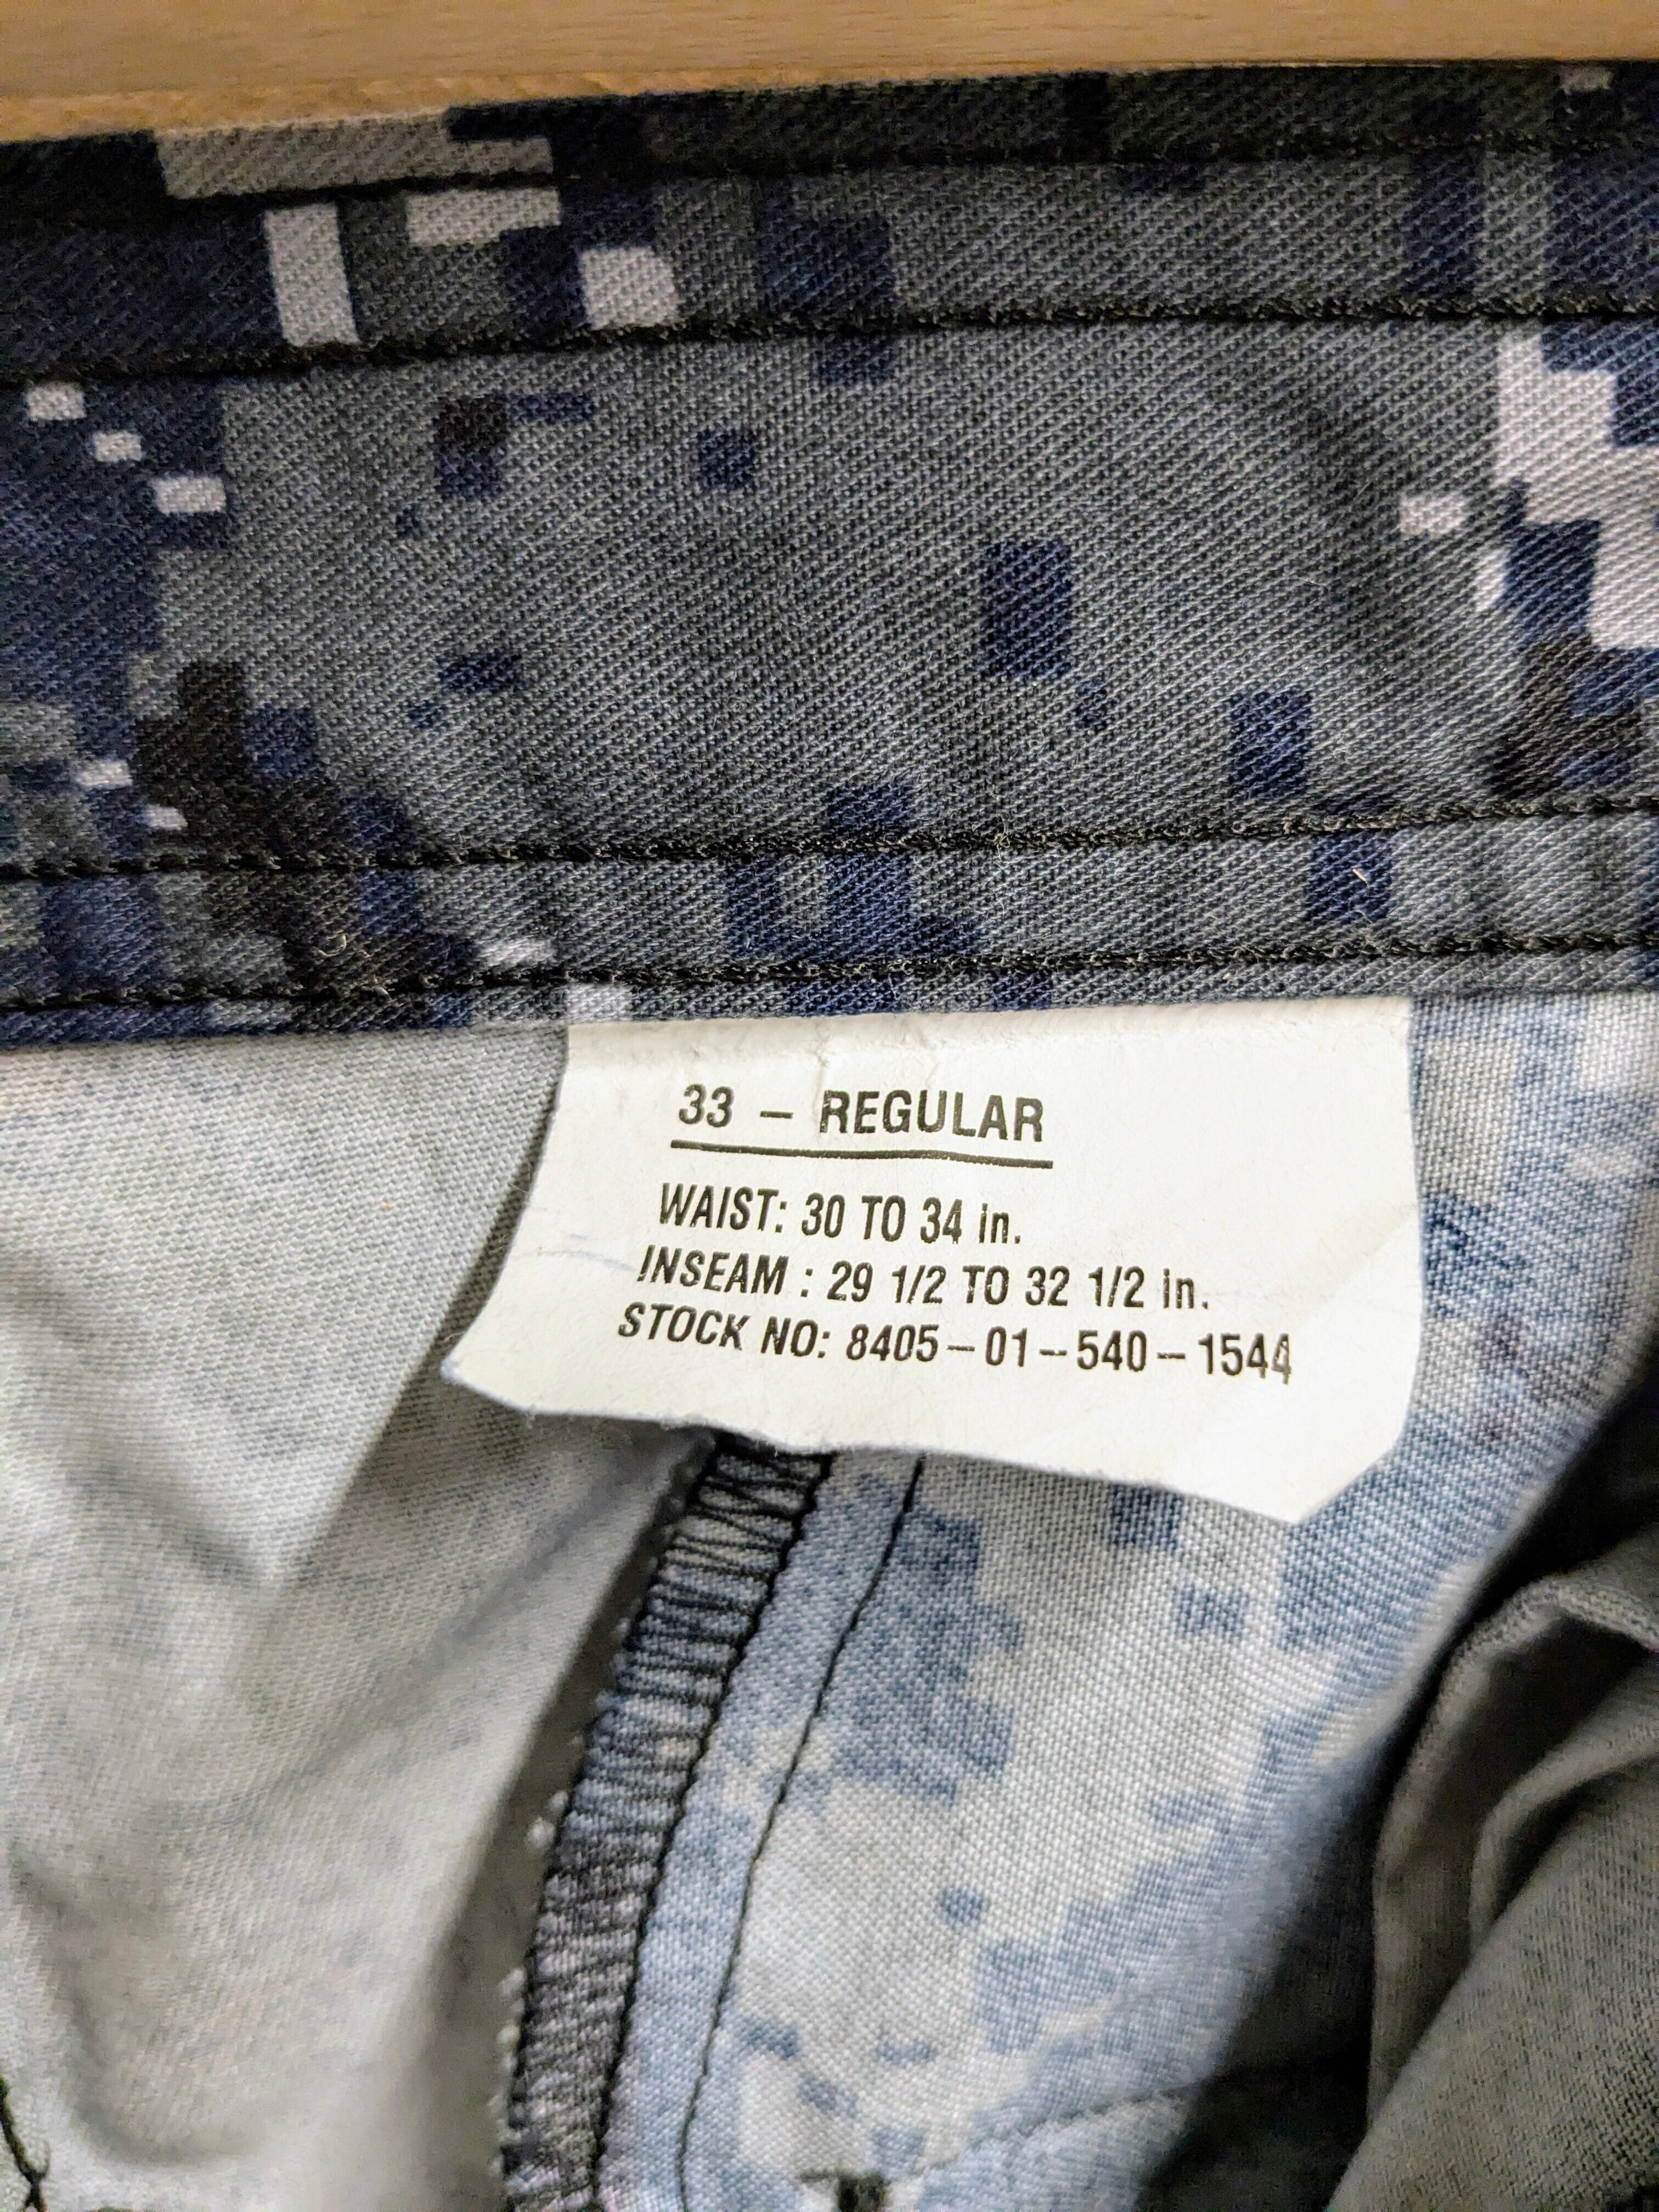 33 – REGULAR
WAIST: 30 TO 34 in.
INSEAM : 29 1/2 TO 32 1/2 in.
STOCK NO: 8405–01–540–1544